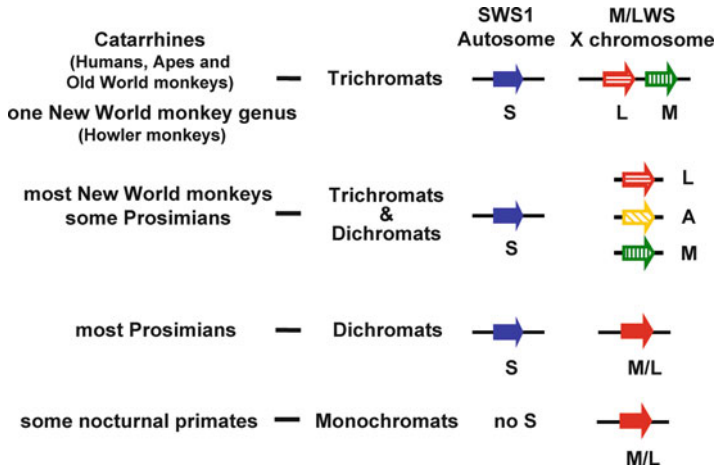 SWS1
Autosome
M/LWS
X chromosome
Catarrhines
(Humans, Apes and
Old World monkeys)
one New World monkey genus
(Howler monkeys)
Trichromats
S
L
M
most New World monkeys
some Prosimians
Trichromats
&
Dichromats
S
L
A
M
most Prosimians
Dichromats
S
M/L
some nocturnal primates
Monochromats
no S
M/L